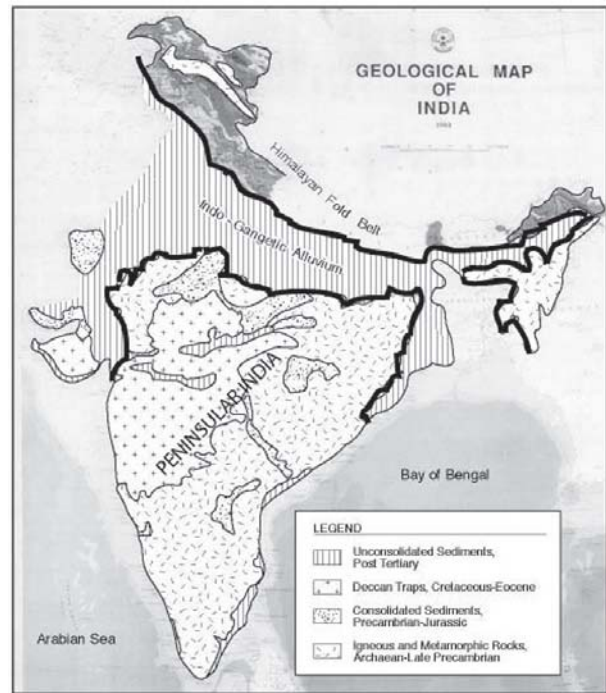 GEOLOGICAL MAP
OF
INDIA
Himalayan Fold Belt
Indo-Gangetic Alluvium
PENINSULAR INDIA
Bay of Bengal
Arabian Sea
LEGEND
Unconsolidated Sediments,
Post Tertiary
Deccan Traps, Cretaceous-Eocene
Consolidated Sediments,
Precambrian-Jurassic
Igneous and Metamorphic Rocks,
Archaean-Late Precambrian